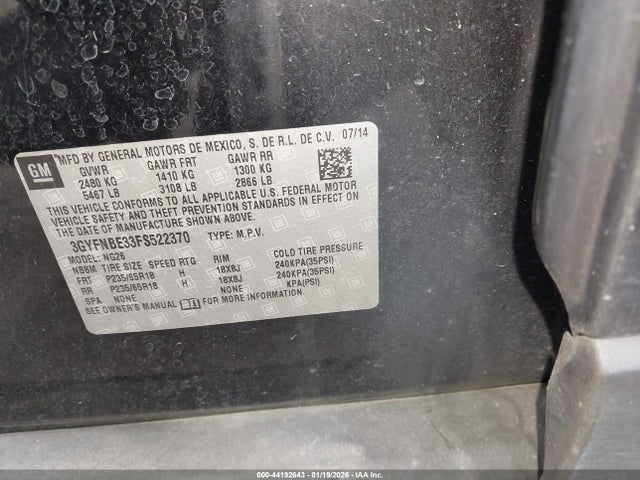 GM
MFD BY GENERAL MOTORS DE MEXICO, S. DE R.L. DE C.V. 07/14
GVWR GAWR FRT GAWR RR
2480 KG 1410 KG 1300 KG
5467 LB 3108 LB 2866 LB
THIS VEHICLE CONFORMS TO ALL APPLICABLE U.S. FEDERAL MOTOR
VEHICLE SAFETY AND THEFT PREVENTION STANDARDS IN EFFECT ON
THE DATE OF MANUFACTURE SHOWN ABOVE.
3GYFNBE33FS522370 TYPE: M.P.V.
MODEL: NG26
NBBM TIRE SIZE SPEED RTG RIM COLD TIRE PRESSURE
FRT P235/65R18 H 18X8J 240KPA(35PSI)
RR P235/65R18 H 18X8J 240KPA(35PSI)
SPA NONE NONE KPA(PSI)
SEE OWNER'S MANUAL FOR MORE INFORMATION.
000-44192643 - 01/19/2026 - IAA Inc.